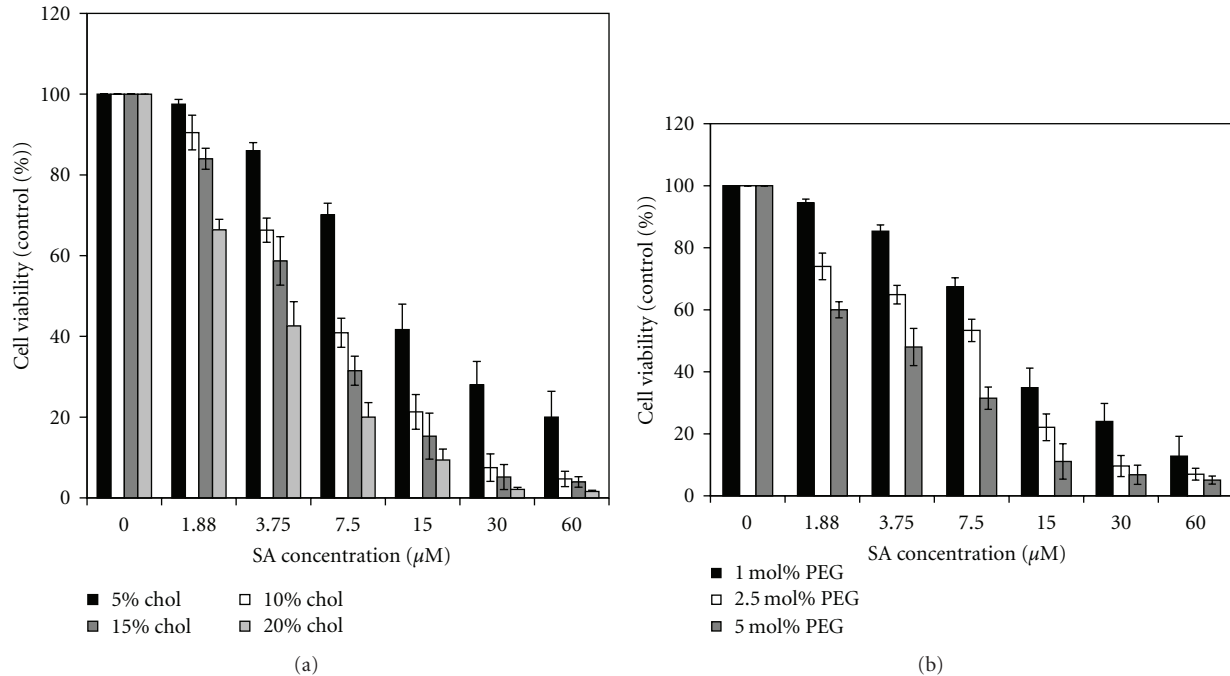 120
100
80
60
40
20
0
Cell viability (control (%))
0 1.88 3.75 7.5 15 30 60
SA concentration (μM)
5% chol 10% chol
15% chol 20% chol
(a)
120
100
80
60
40
20
0
Cell viability (control (%))
0 1.88 3.75 7.5 15 30 60
SA concentration (μM)
1 mol% PEG
2.5 mol% PEG
5 mol% PEG
(b)